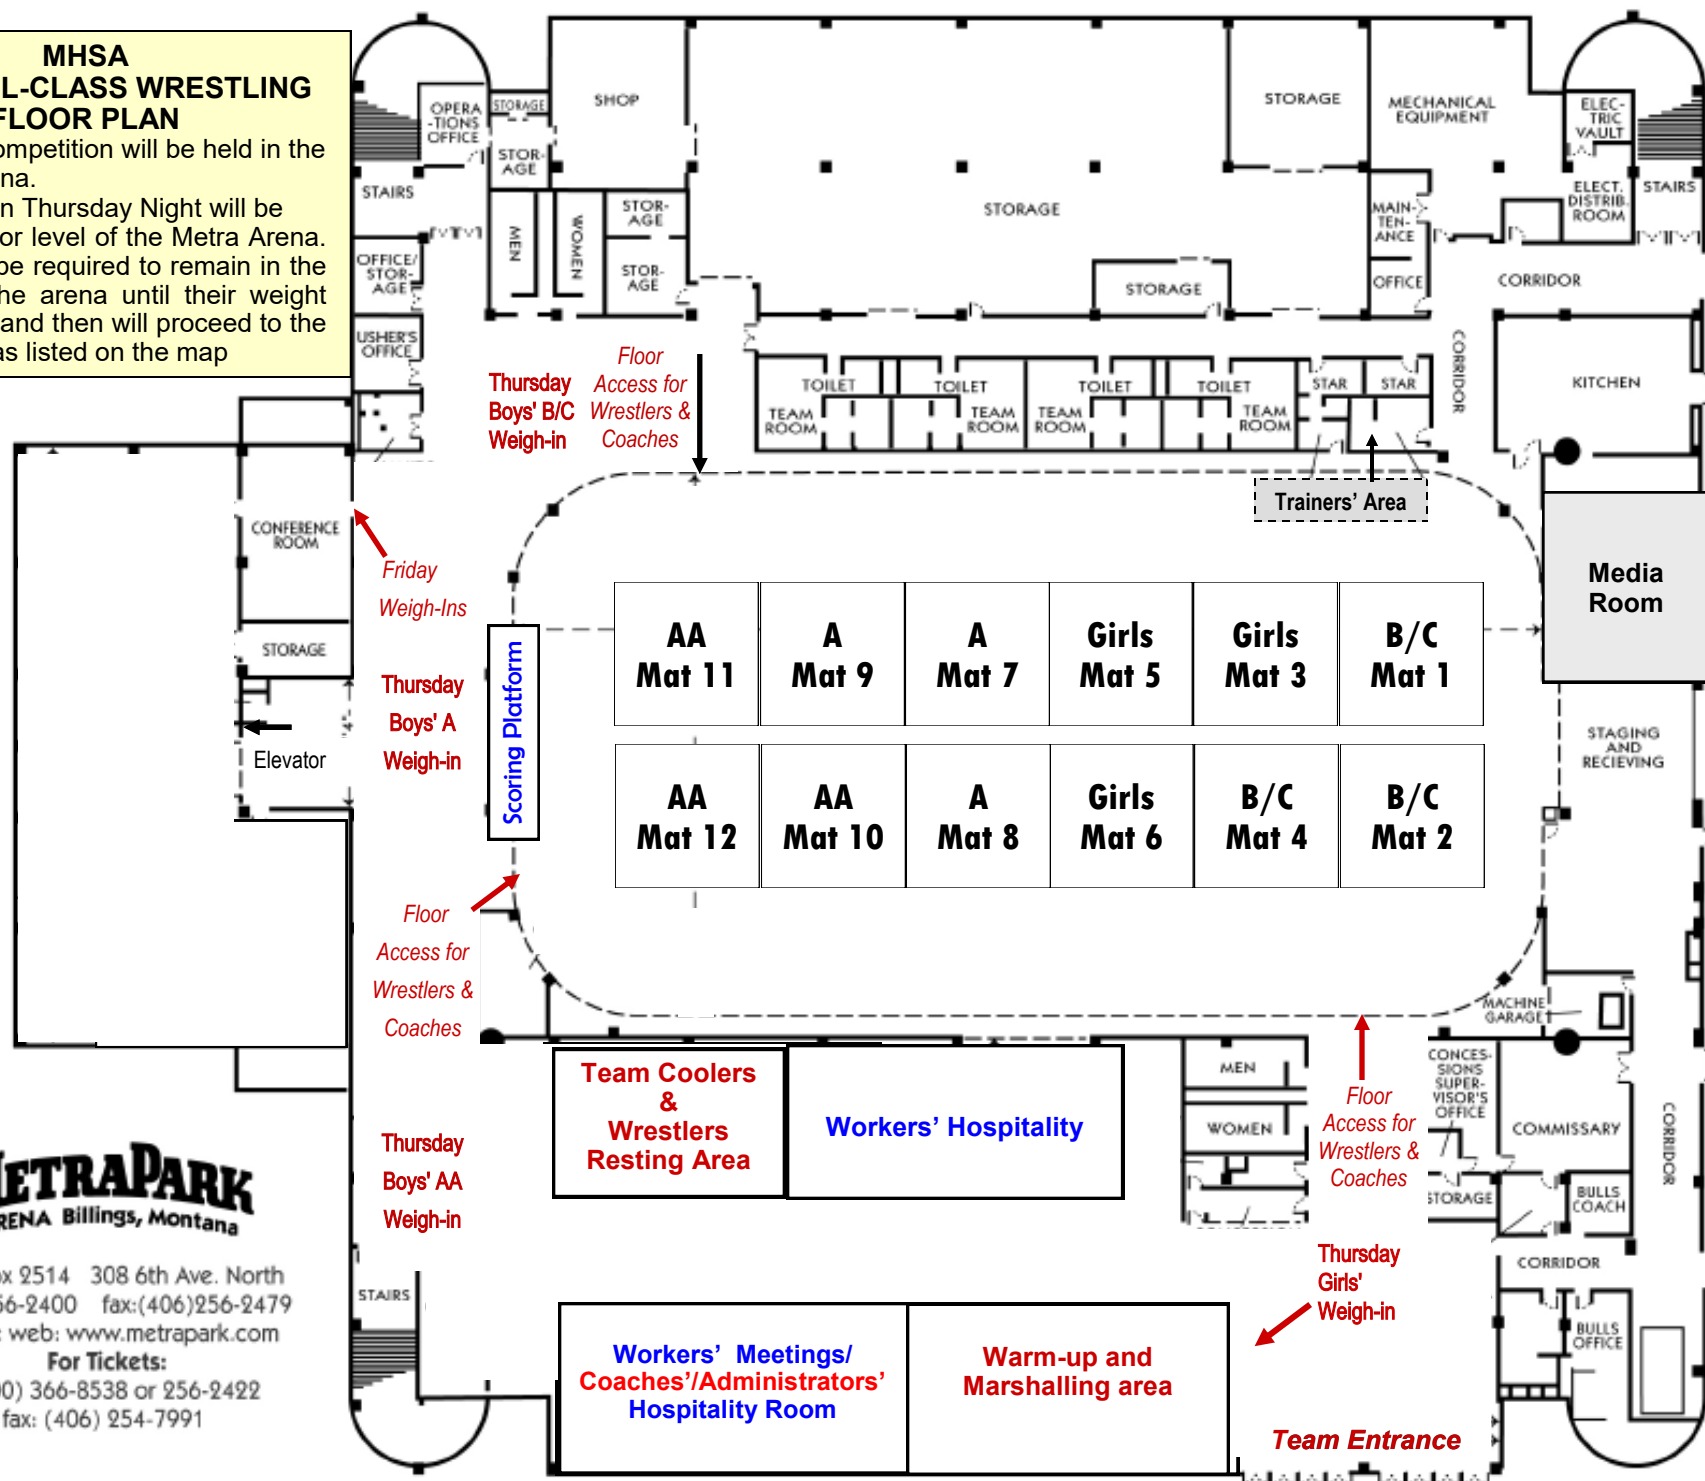 MHSA
L-CLASS WRESTLING
FLOOR PLAN
ompetition will be held in the
na.
n Thursday Night will be
or level of the Metra Arena.
be required to remain in the
he arena until their weight
and then will proceed to the
as listed on the map
OPERA
-TIONS
OFFICE
STORAGE
STOR-
AGE
SHOP
STORAGE
MECHANICAL
EQUIPMENT
ELEC-
TRIC
VAULT
STAIRS
MEN
WOMEN
STOR-
AGE
STOR-
AGE
STORAGE
STORAGE
MAIN-
TEN-
ANCE
OFFICE
ELECT.
DISTRIB.
ROOM
STAIRS
CORRIDOR
OFFICE/
STOR-
AGE
USHER'S
OFFICE
Thursday
Boys' B/C
Weigh-in
Floor
Access for
Wrestlers &
Coaches
TOILET
TEAM
ROOM
TOILET
TEAM
ROOM
TOILET
TEAM
ROOM
TOILET
TEAM
ROOM
STAR
STAR
CORRIDOR
KITCHEN
Trainers' Area
CONFERENCE
ROOM
Friday
Weigh-Ins
STORAGE
Media
Room
Thursday
Boys' A
Weigh-in
Elevator
Scoring Platform
AA
Mat 11
A
Mat 9
A
Mat 7
Girls
Mat 5
Girls
Mat 3
B/C
Mat 1
AA
Mat 12
AA
Mat 10
A
Mat 8
Girls
Mat 6
B/C
Mat 4
B/C
Mat 2
STAGING
AND
RECIEVING
Floor
Access for
Wrestlers &
Coaches
MACHINE
GARAGE
Team Coolers
&
Wrestlers
Resting Area
Workers' Hospitality
MEN
WOMEN
Floor
Access for
Wrestlers &
Coaches
CONCES-
SIONS
SUPER-
VISOR'S
OFFICE
COMMISSARY
CORRIDOR
STORAGE
BULLS
COACH
Thursday
Boys' AA
Weigh-in
ETRAPARK
RENA Billings, Montana
ox 2514 308 6th Ave. North
56-2400 fax:(406)256-2479
: web: www.metrapark.com
For Tickets:
00) 366-8538 or 256-2422
fax: (406) 254-7991
STAIRS
Thursday
Girls'
Weigh-in
CORRIDOR
BULLS
OFFICE
Workers' Meetings/
Coaches'/Administrators'
Hospitality Room
Warm-up and
Marshalling area
Team Entrance